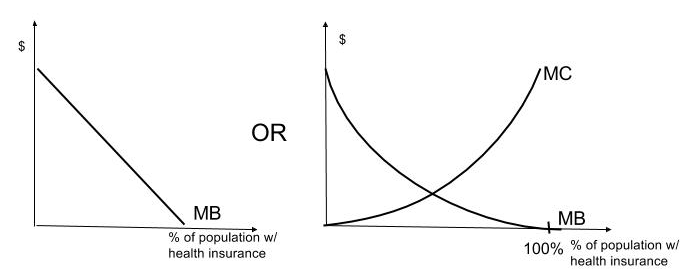 $
MB
% of population w/
health insurance
OR
$
MC
MB
100%
% of population w/
health insurance